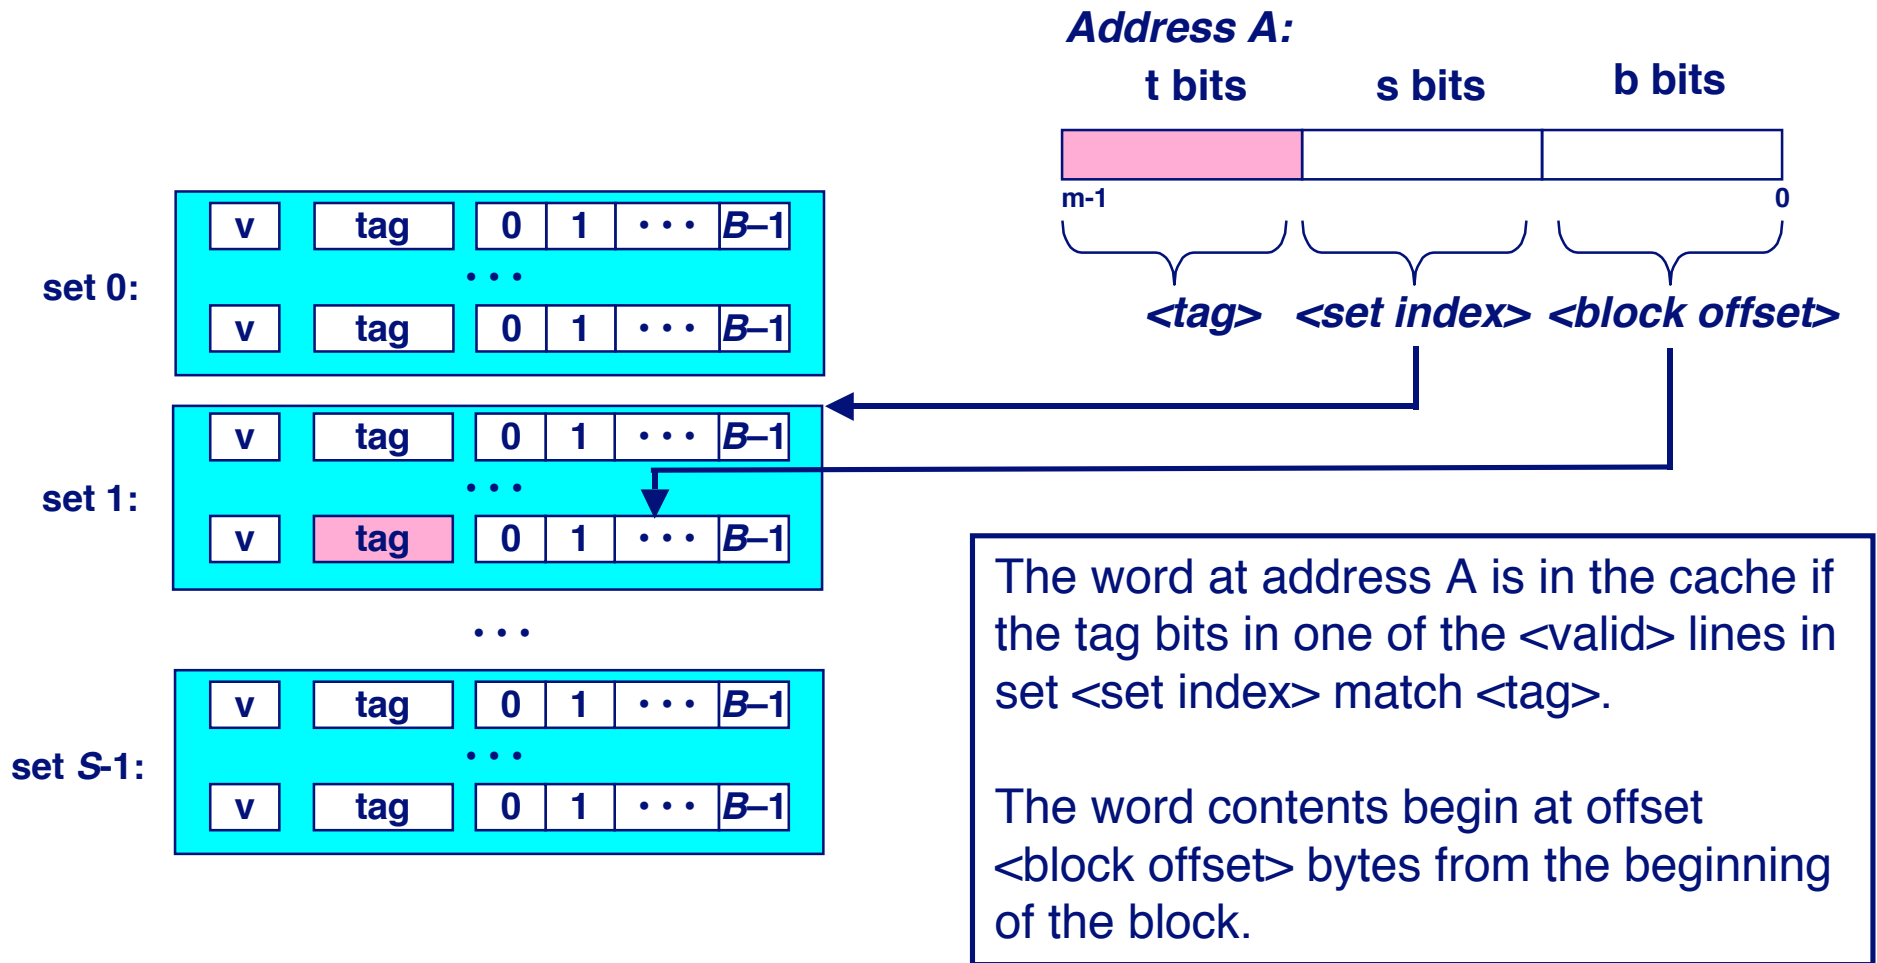 Address A:
t bits s bits b bits
m-1 0
<tag> <set index> <block offset>
v tag 0 1 • • • B–1
• • •
set 0:
v tag 0 1 • • • B–1
v tag 0 1 • • • B–1
• • •
set 1:
v tag 0 1 • • • B–1
• • •
v tag 0 1 • • • B–1
• • •
set S-1:
v tag 0 1 • • • B–1
The word at address A is in the cache if
the tag bits in one of the <valid> lines in
set <set index> match <tag>.
The word contents begin at offset
<block offset> bytes from the beginning
of the block.